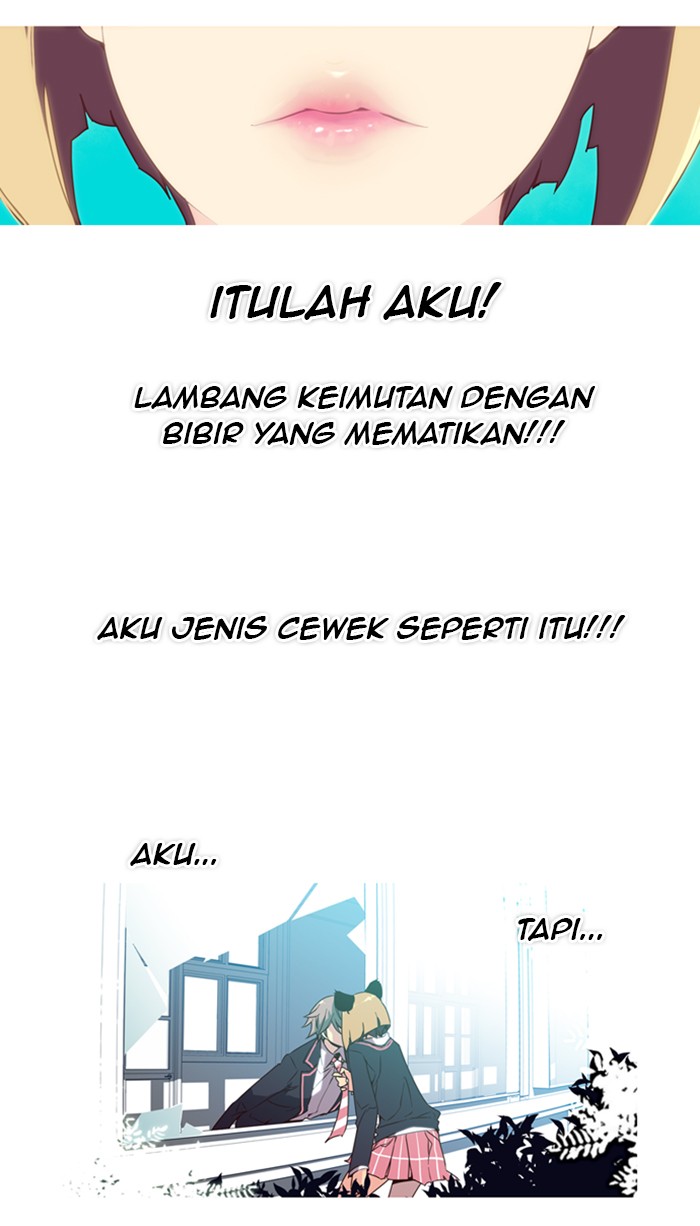 ITULAH AKU!
LAMBANG KEIMUTAN DENGAN
BIBIR YANG MEMATIKAN!!!
AKU JENIS CEWEK SEPERTI ITU!!!
AKU...
TAPI...